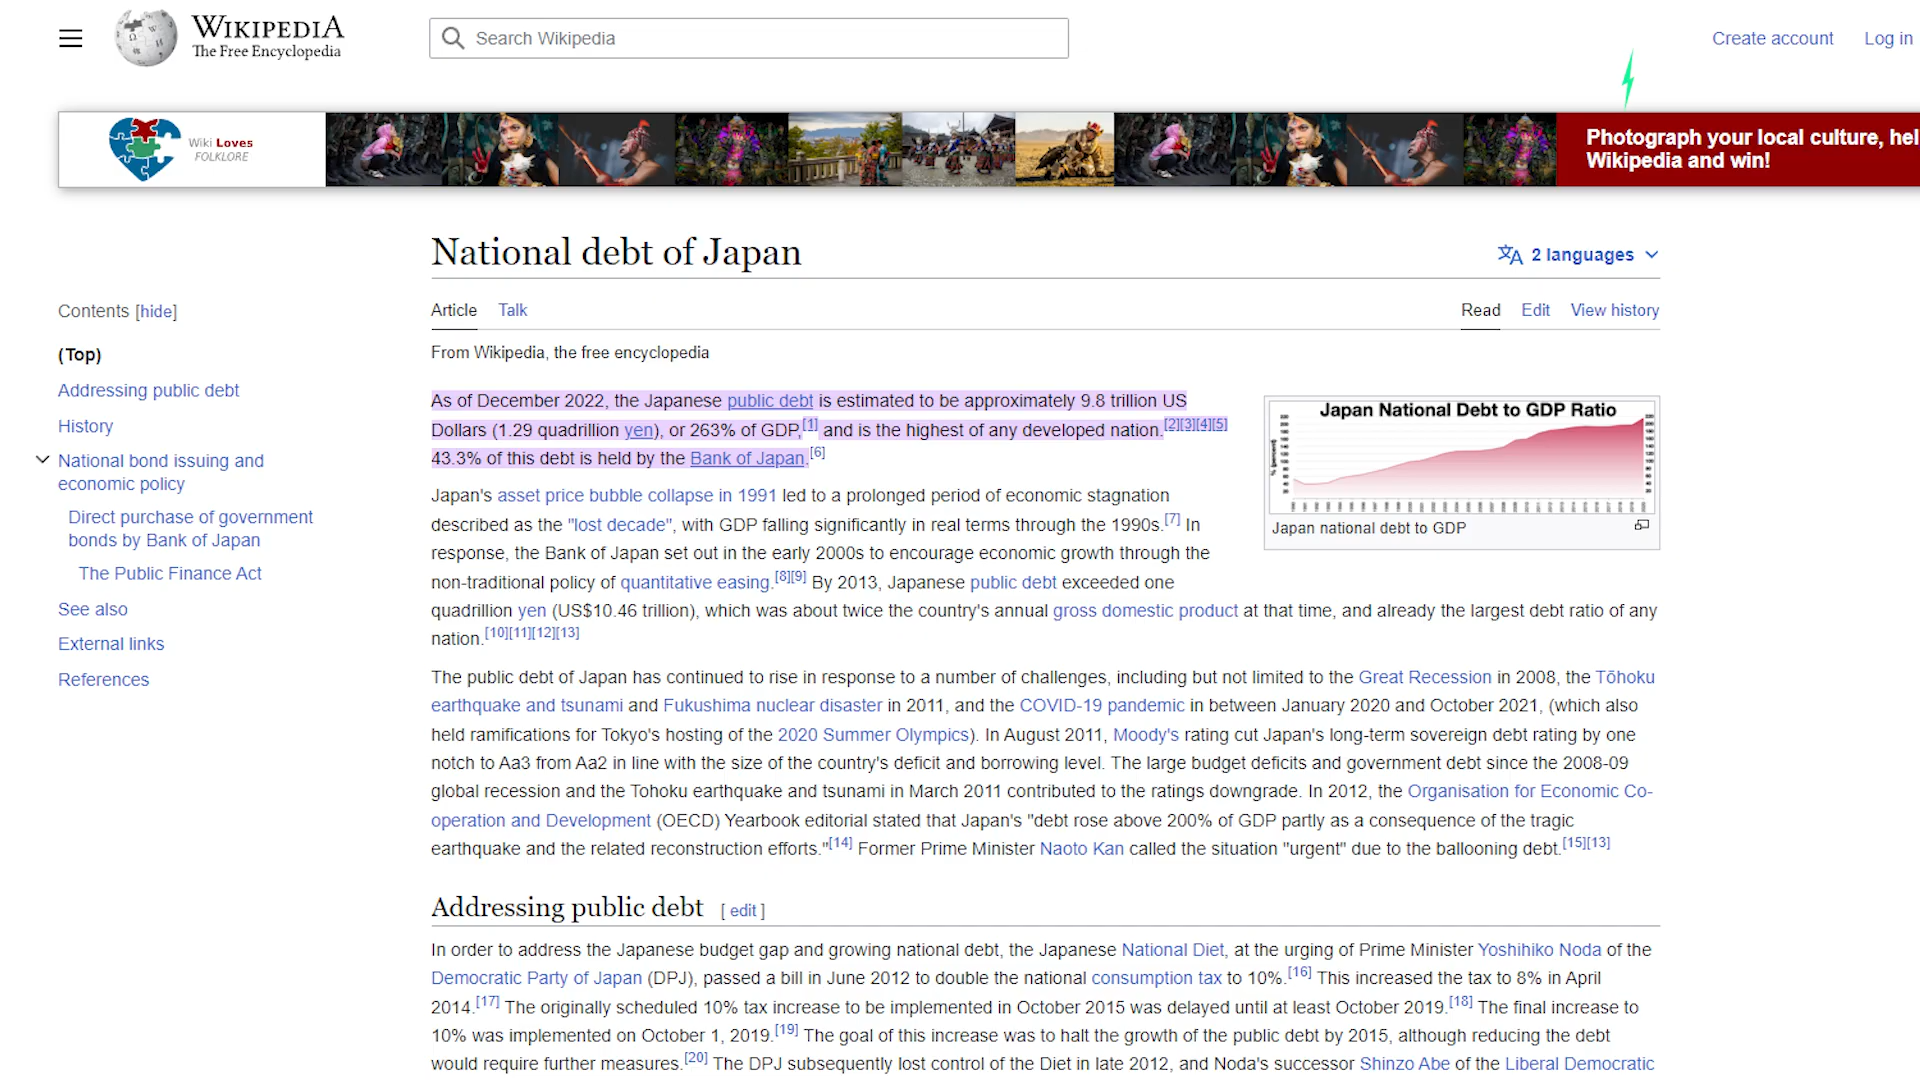 WIKIPEDIA
The Free Encyclopedia
Search Wikipedia
Create account
Log in
Wiki Loves
FOLKLORE
Photograph your local culture, hel
Wikipedia and win!
National debt of Japan
2 languages
Contents [hide]
(Top)
Addressing public debt
History
National bond issuing and
economic policy
Direct purchase of government
bonds by Bank of Japan
The Public Finance Act
See also
External links
References
Article
Talk
Read
Edit
View history
From Wikipedia, the free encyclopedia
As of December 2022, the Japanese public debt is estimated to be approximately 9.8 trillion US
Dollars (1.29 quadrillion yen), or 263% of GDP,[1] and is the highest of any developed nation.[2][3][4][5]
43.3% of this debt is held by the Bank of Japan.[6]
Japan National Debt to GDP Ratio
Japan national debt to GDP
Japan's asset price bubble collapse in 1991 led to a prolonged period of economic stagnation
described as the "lost decade", with GDP falling significantly in real terms through the 1990s.[7] In
response, the Bank of Japan set out in the early 2000s to encourage economic growth through the
non-traditional policy of quantitative easing.[8][9] By 2013, Japanese public debt exceeded one
quadrillion yen (US$10.46 trillion), which was about twice the country's annual gross domestic product at that time, and already the largest debt ratio of any
nation.[10][11][12][13]
The public debt of Japan has continued to rise in response to a number of challenges, including but not limited to the Great Recession in 2008, the Tōhoku
earthquake and tsunami and Fukushima nuclear disaster in 2011, and the COVID-19 pandemic in between January 2020 and October 2021, (which also
held ramifications for Tokyo's hosting of the 2020 Summer Olympics). In August 2011, Moody's rating cut Japan's long-term sovereign debt rating by one
notch to Aa3 from Aa2 in line with the size of the country's deficit and borrowing level. The large budget deficits and government debt since the 2008-09
global recession and the Tohoku earthquake and tsunami in March 2011 contributed to the ratings downgrade. In 2012, the Organisation for Economic Co-
operation and Development (OECD) Yearbook editorial stated that Japan's "debt rose above 200% of GDP partly as a consequence of the tragic
earthquake and the related reconstruction efforts."[14] Former Prime Minister Naoto Kan called the situation "urgent" due to the ballooning debt.[15][13]
Addressing public debt [ edit ]
In order to address the Japanese budget gap and growing national debt, the Japanese National Diet, at the urging of Prime Minister Yoshihiko Noda of the
Democratic Party of Japan (DPJ), passed a bill in June 2012 to double the national consumption tax to 10%.[16] This increased the tax to 8% in April
2014.[17] The originally scheduled 10% tax increase to be implemented in October 2015 was delayed until at least October 2019.[18] The final increase to
10% was implemented on October 1, 2019.[19] The goal of this increase was to halt the growth of the public debt by 2015, although reducing the debt
would require further measures.[20] The DPJ subsequently lost control of the Diet in late 2012, and Noda's successor Shinzo Abe of the Liberal Democratic